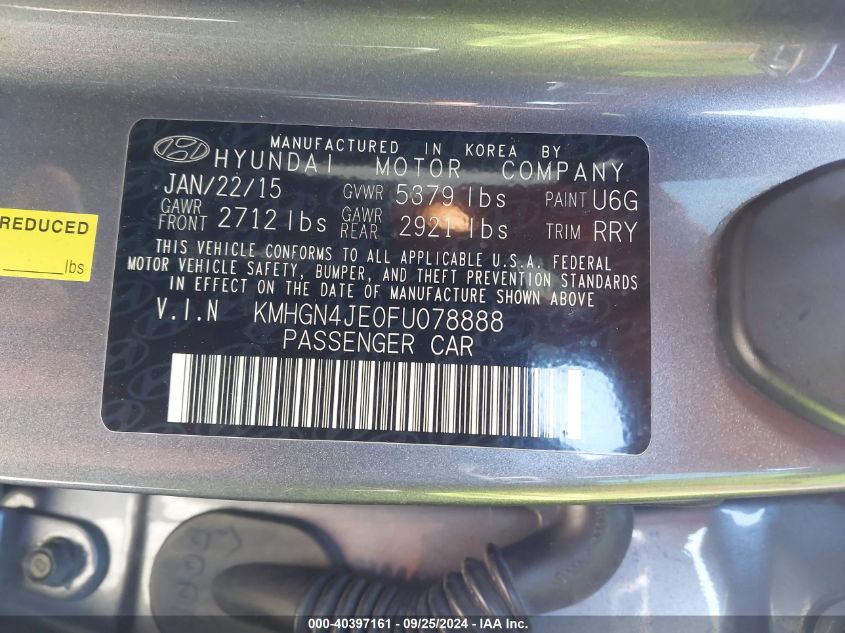 MANUFACTURED IN KOREA BY
HYUNDAI MOTOR COMPANY
JAN/22/15 GVWR 5379 lbs PAINT U6G
GAWR FRONT 2712 lbs GAWR REAR 2921 lbs TRIM RRY
THIS VEHICLE CONFORMS TO ALL APPLICABLE U.S.A. FEDERAL
MOTOR VEHICLE SAFETY, BUMPER, AND THEFT PREVENTION STANDARDS
IN EFFECT ON THE DATE OF MANUFACTURE SHOWN ABOVE
V.I.N KMHGN4JE0FU078888
PASSENGER CAR
REDUCED
lbs
000-40397161 - 09/25/2024 - IAA Inc.